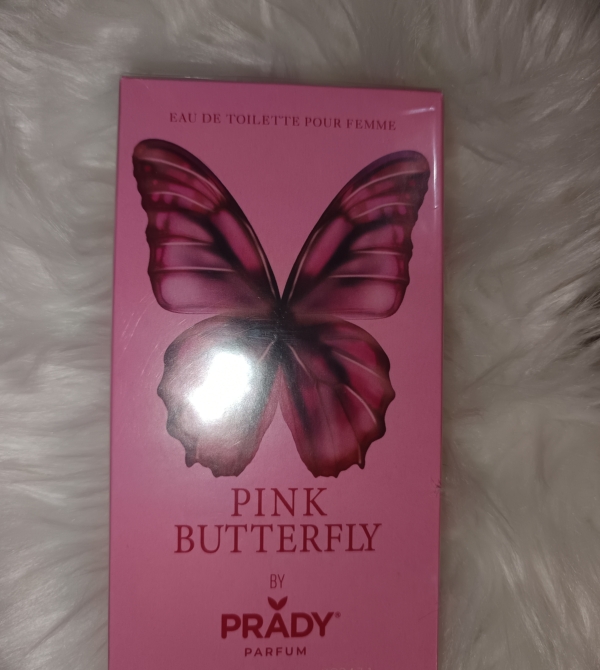 EAU DE TOILETTE POUR FEMME
PINK
BUTTERFLY
BY
PRADY®
PARFUM